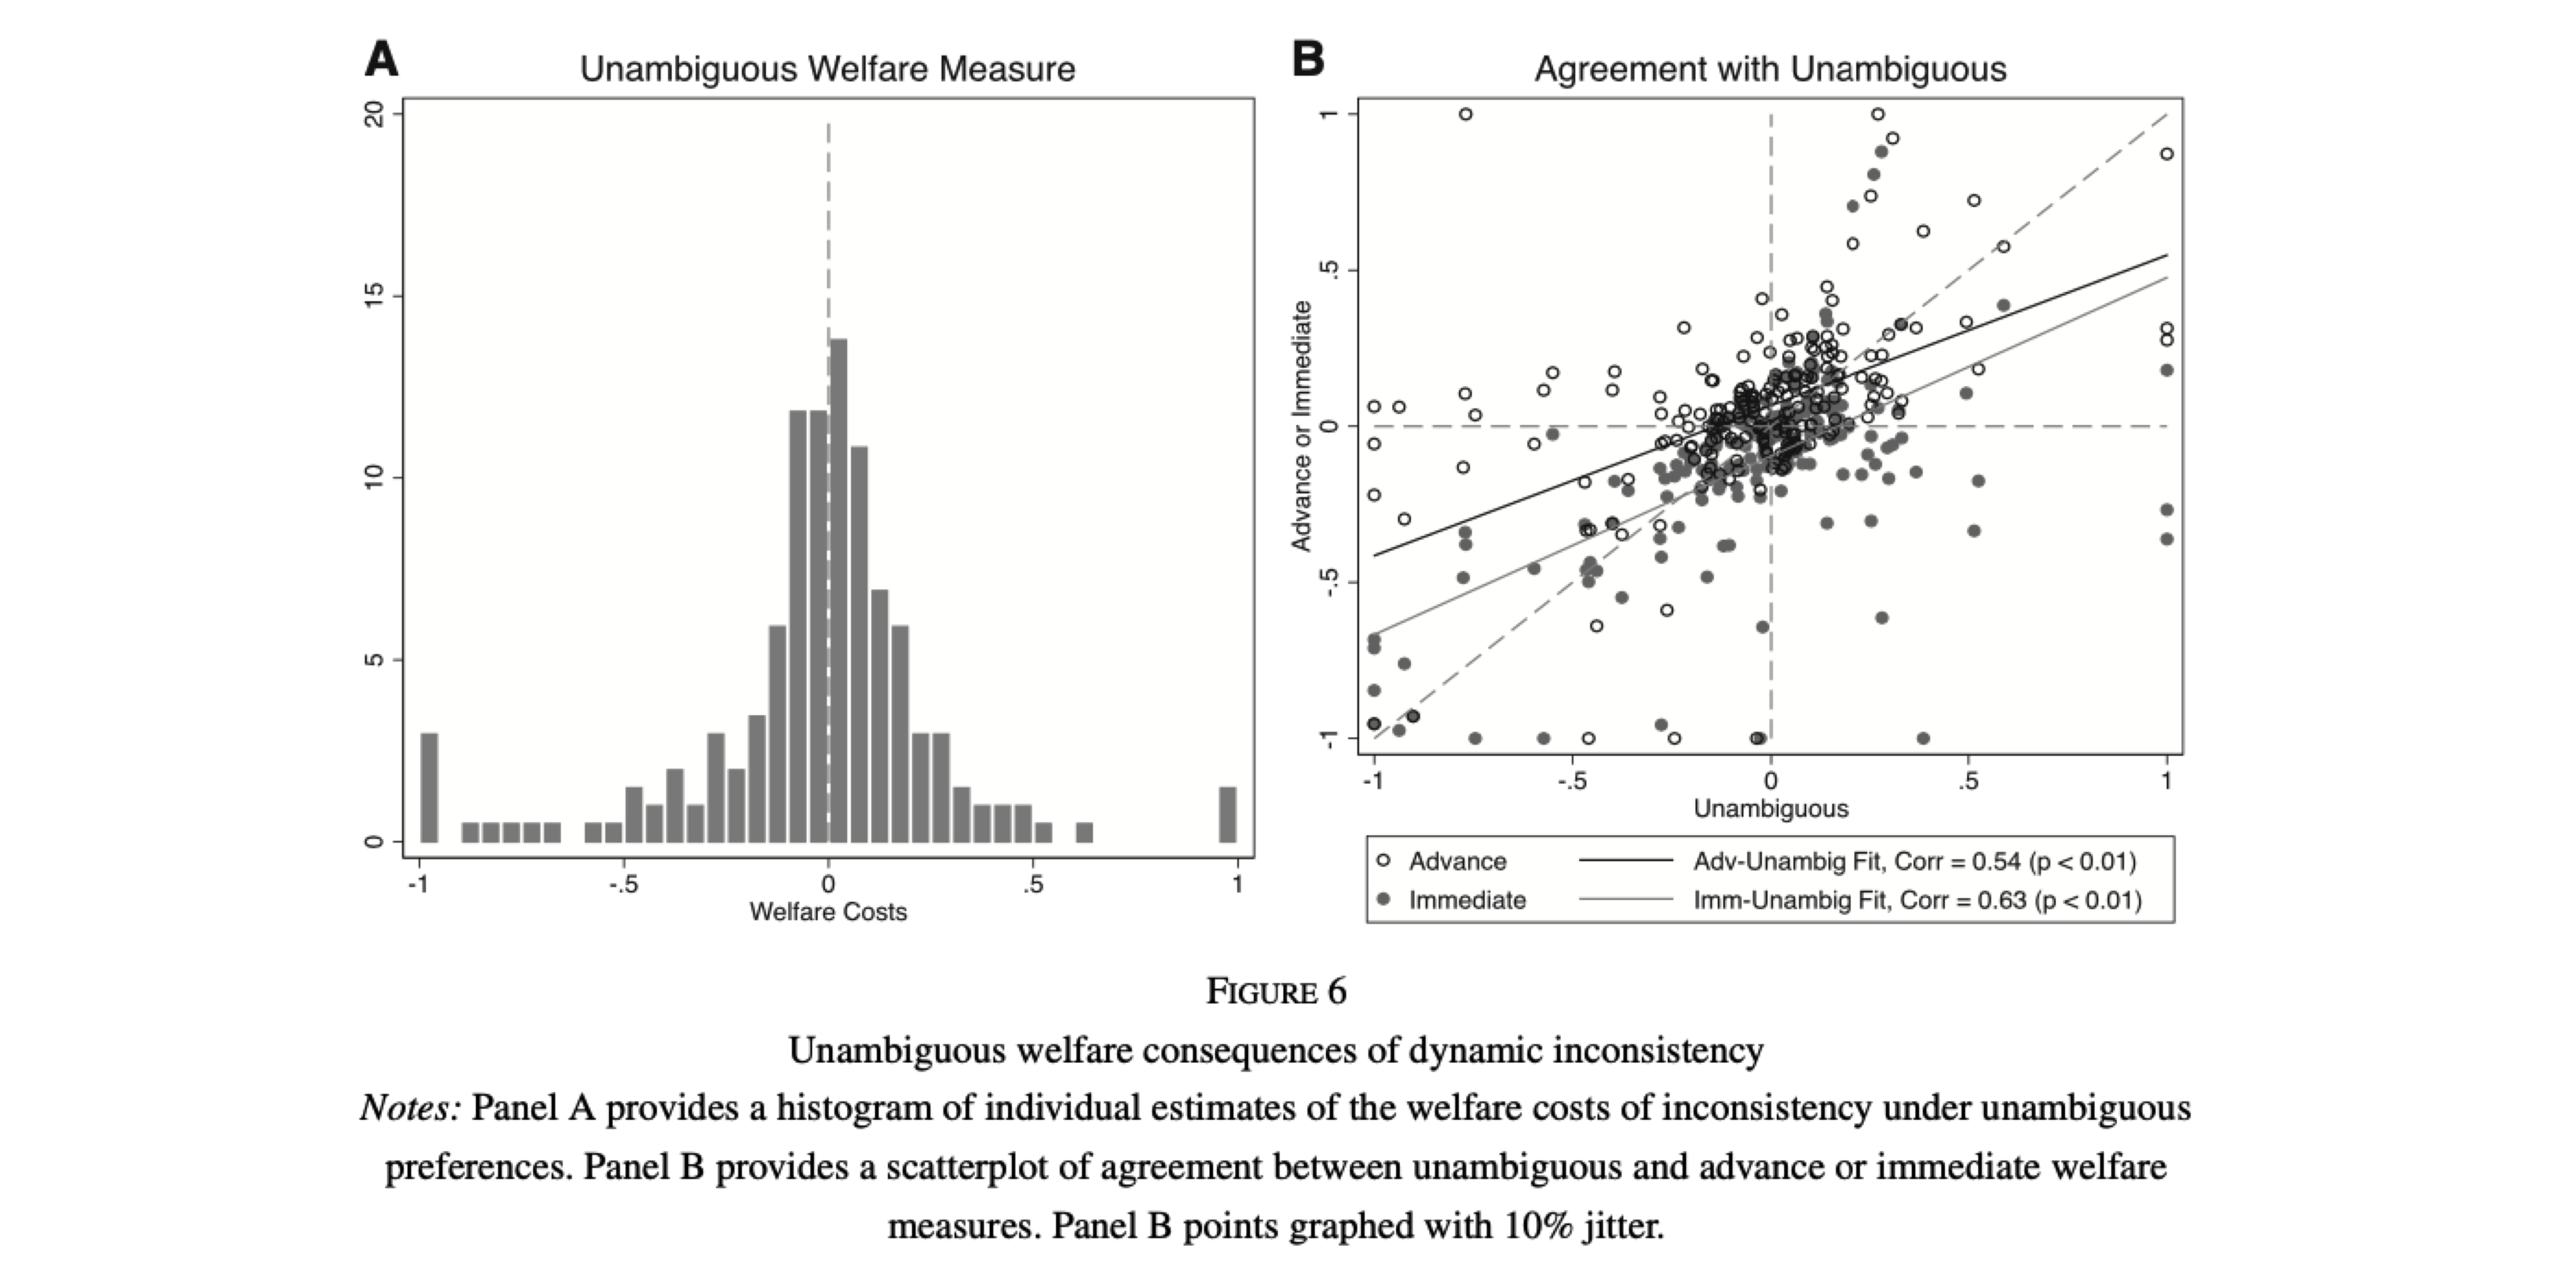 A
Unambiguous Welfare Measure
20
15
10
5
0
-1
-.5
0
.5
1
Welfare Costs
B
Agreement with Unambiguous
Advance or Immediate
1
.5
0
-.5
-1
-1
-.5
0
.5
1
Unambiguous
Advance
Adv-Unambig Fit, Corr = 0.54 (p < 0.01)
Immediate
Imm-Unambig Fit, Corr = 0.63 (p < 0.01)
FIGURE 6
Unambiguous welfare consequences of dynamic inconsistency
Notes: Panel A provides a histogram of individual estimates of the welfare costs of inconsistency under unambiguous
preferences. Panel B provides a scatterplot of agreement between unambiguous and advance or immediate welfare
measures. Panel B points graphed with 10% jitter.